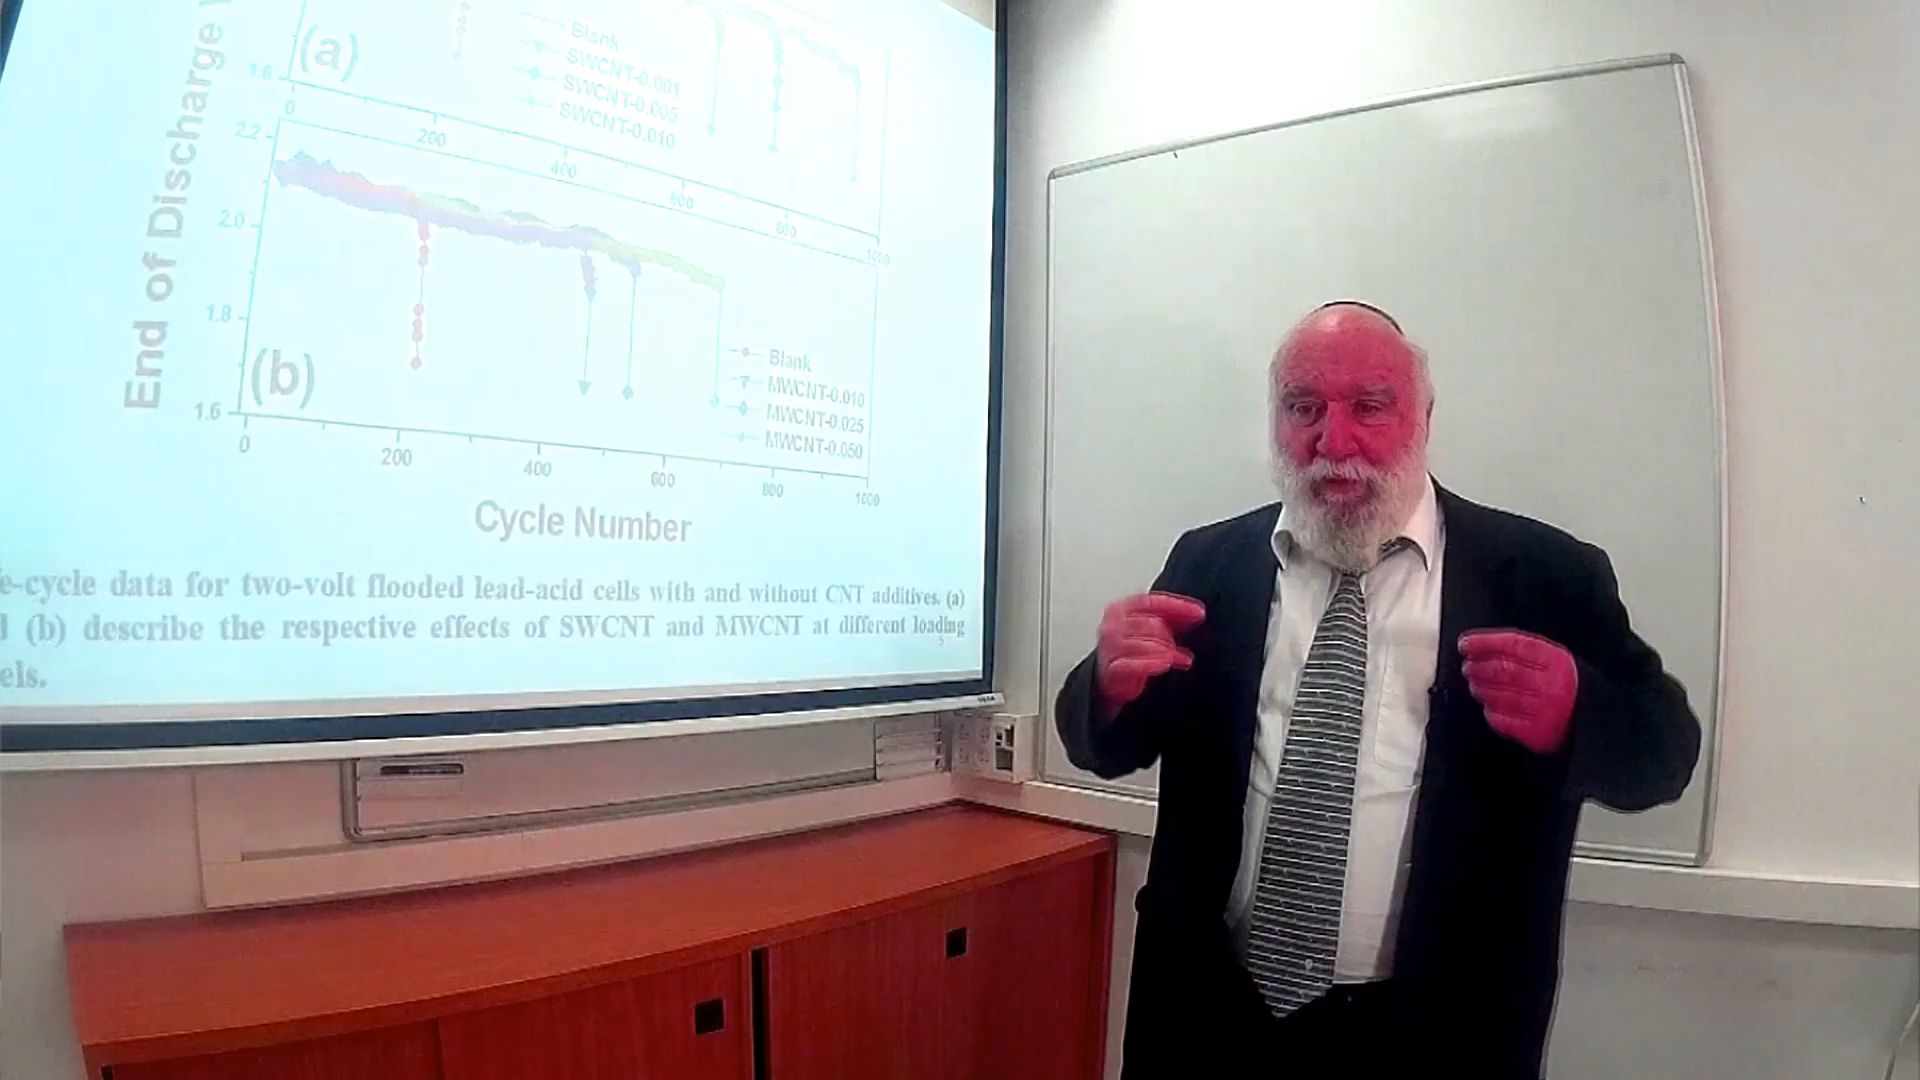 (a)
Blank
SWCNT-0.001
SWCNT-0.005
SWCNT-0.010
1.6
0
200
400
600
800
1000
End of Discharge
2.2
2.0
1.8
1.6
(b)
Blank
MWCNT-0.010
MWCNT-0.025
MWCNT-0.050
0
200
400
600
800
1000
Cycle Number
e-cycle data for two-volt flooded lead-acid cells with and without CNT additives. (a)
(b) describe the respective effects of SWCNT and MWCNT at different loading
els.
5